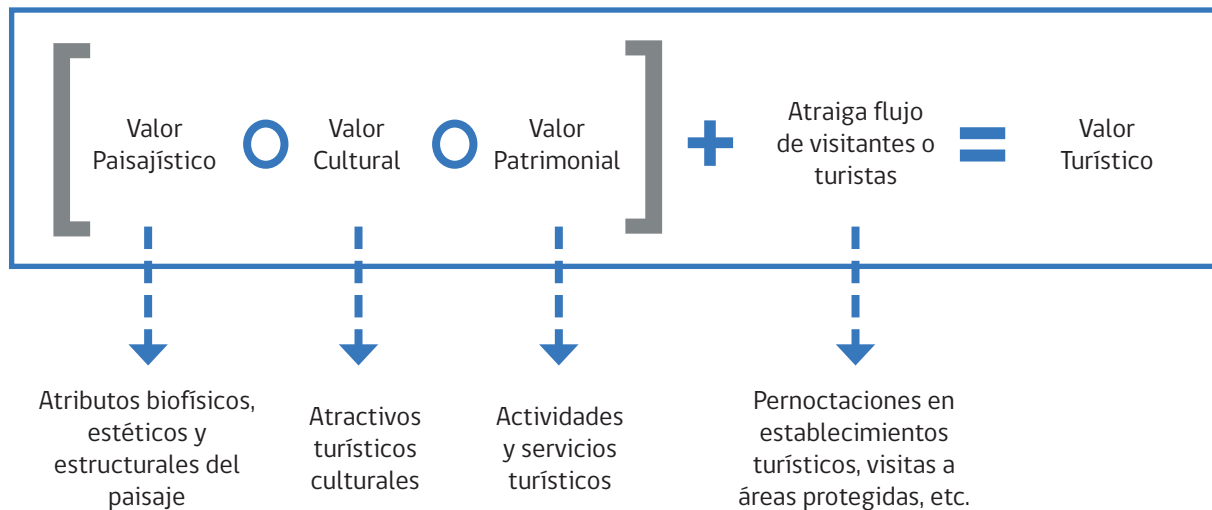 Valor
Paisajístico
O
Valor
Cultural
O
Valor
Patrimonial
+
Atraiga flujo
de visitantes o
turistas
=
Valor
Turístico
Atributos biofísicos,
estéticos y
estructurales del
paisaje
Atractivos
turísticos
culturales
Actividades
y servicios
turísticos
Pernoctaciones en
establecimientos
turísticos, visitas a
áreas protegidas, etc.